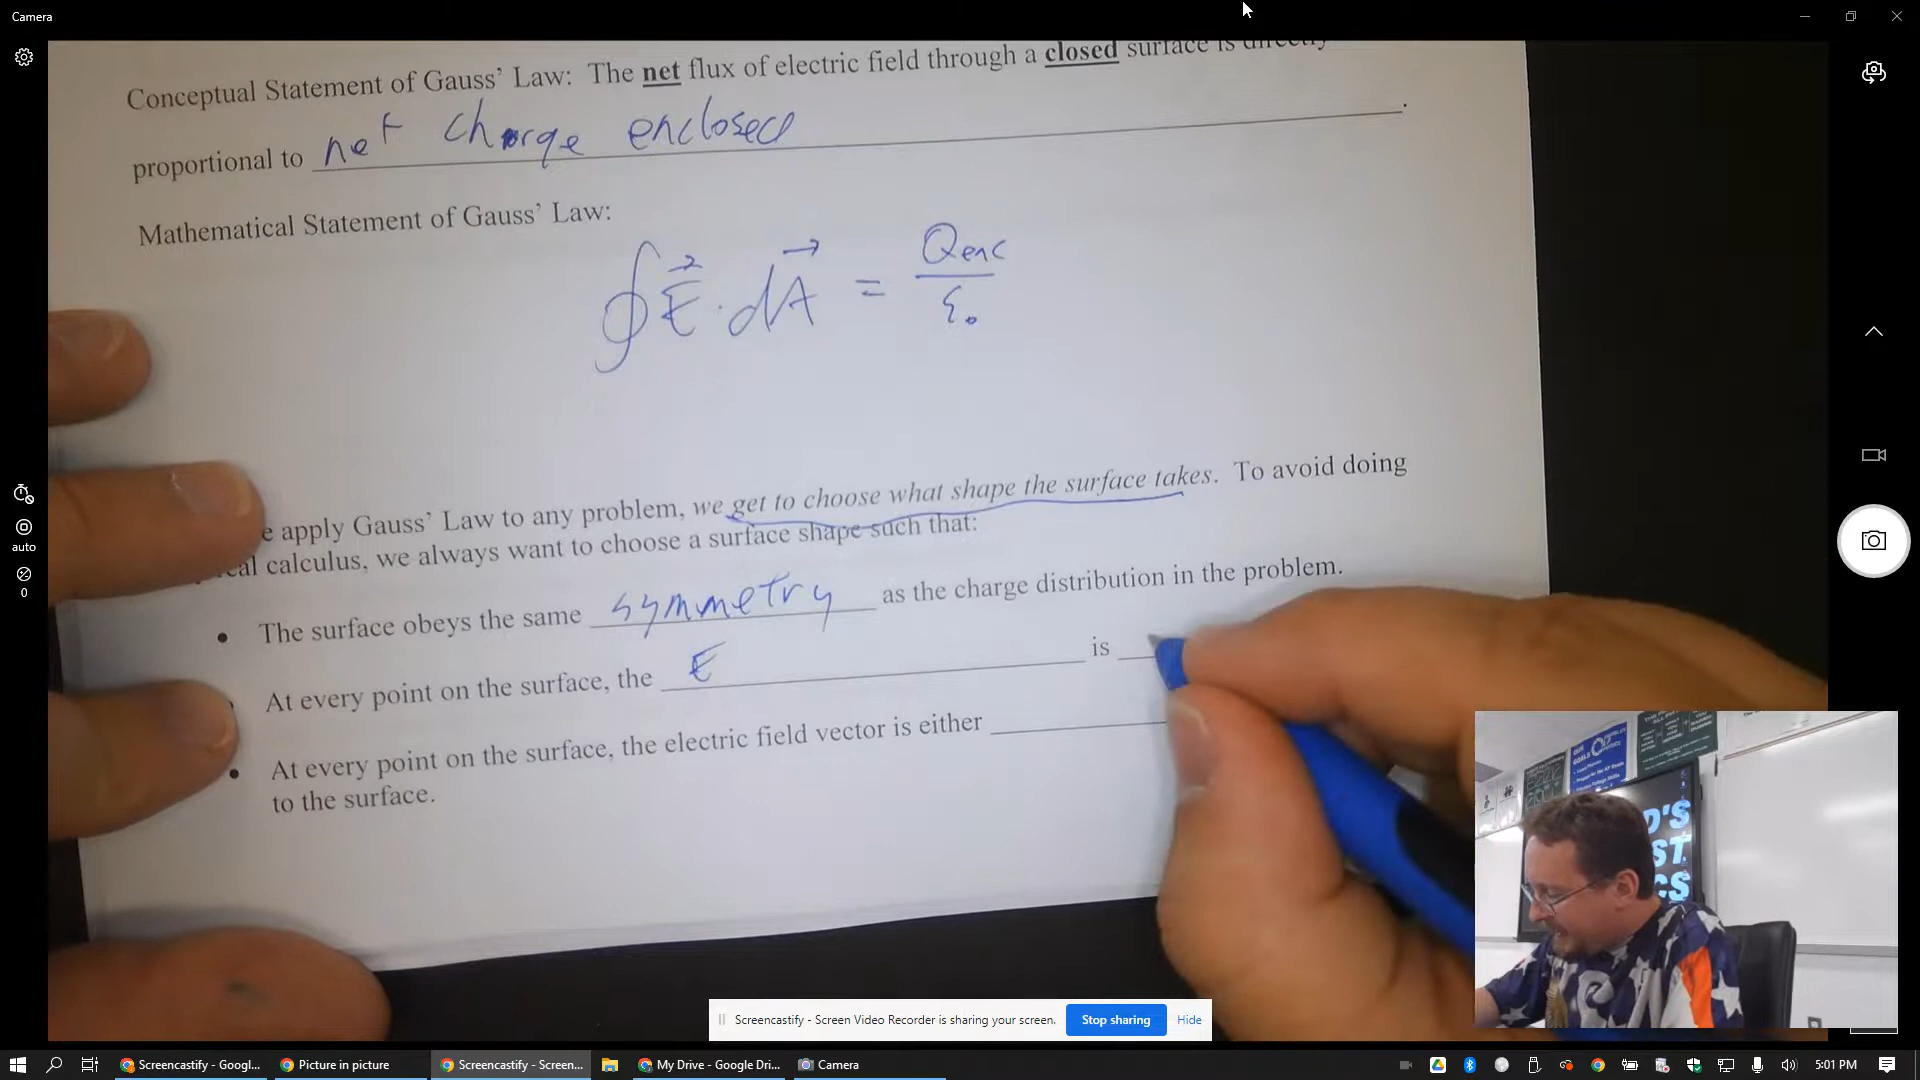 Camera
Conceptual Statement of Gauss' Law: The net flux of electric field through a closed surface is directly
proportional to net charge enclosed.
Mathematical Statement of Gauss' Law:
∮E⃗ · dA⃗ = Qenc / ε₀
e apply Gauss' Law to any problem, we get to choose what shape the surface takes. To avoid doing
cal calculus, we always want to choose a surface shape such that:
• The surface obeys the same symmetry as the charge distribution in the problem.
At every point on the surface, the E is
• At every point on the surface, the electric field vector is either
to the surface.
auto
0
D'S
ST
CS
GOALS
Screencastify - Screen Video Recorder is sharing your screen. Stop sharing Hide
Screencastify - Googl... Picture in picture Screencastify - Screen... My Drive - Google Dri... Camera 5:01 PM